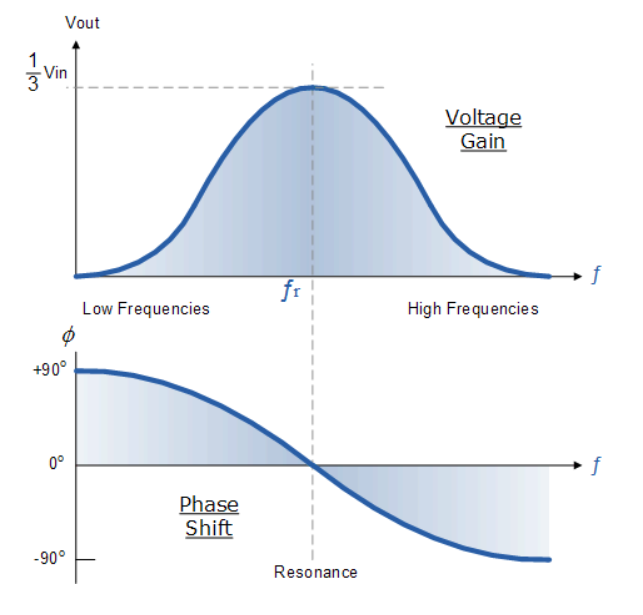 Vout
1/3 Vin
Voltage
Gain
fr
f
Low Frequencies
High Frequencies
ϕ
+90°
0°
f
Phase
Shift
-90°
Resonance